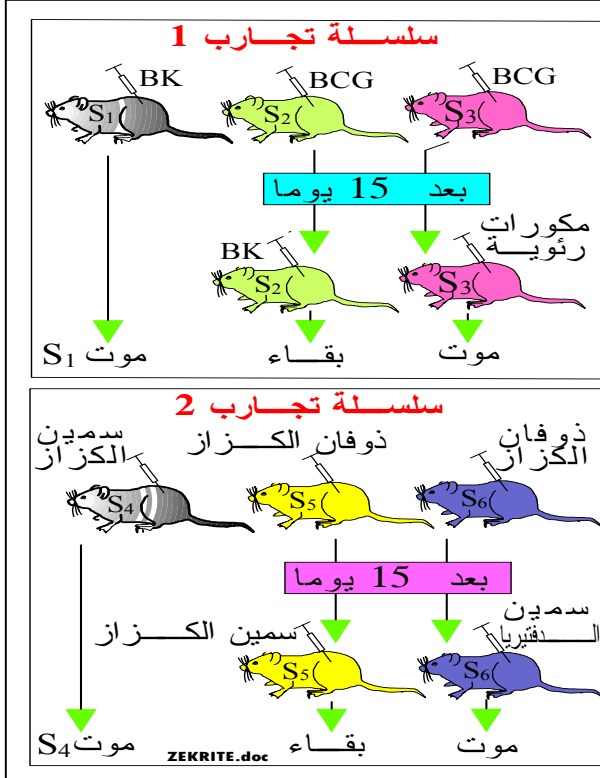 سلسلة تجارب 1
BK
BCG
BCG
S1
S2
S3
بعد 15 يوما
مكورات
رئوية
BK
S2
S3
موت S1
بقاء
موت
سلسلة تجارب 2
سمين
الكزاز
ذوفان الكزاز
ذوفان
الكزاز
S4
S5
S6
بعد 15 يوما
سمين الكزاز
سمين
الدفتيريا
S5
S6
موت S4
بقاء
موت
ZEKRITE.doc